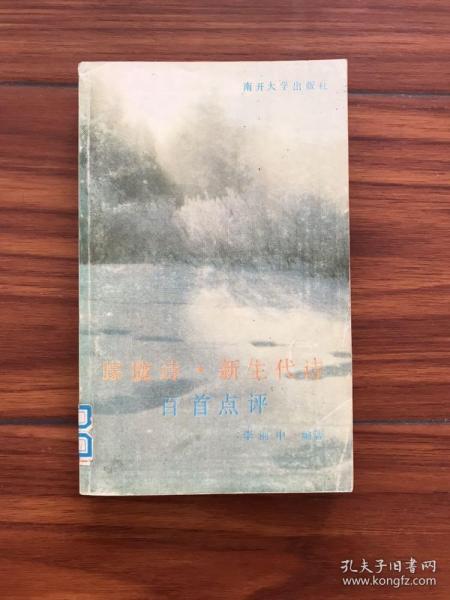 南开大学出版社
朦胧诗·新生代诗
百首点评
李丽中 编著
孔夫子旧书网
www.kongfz.com